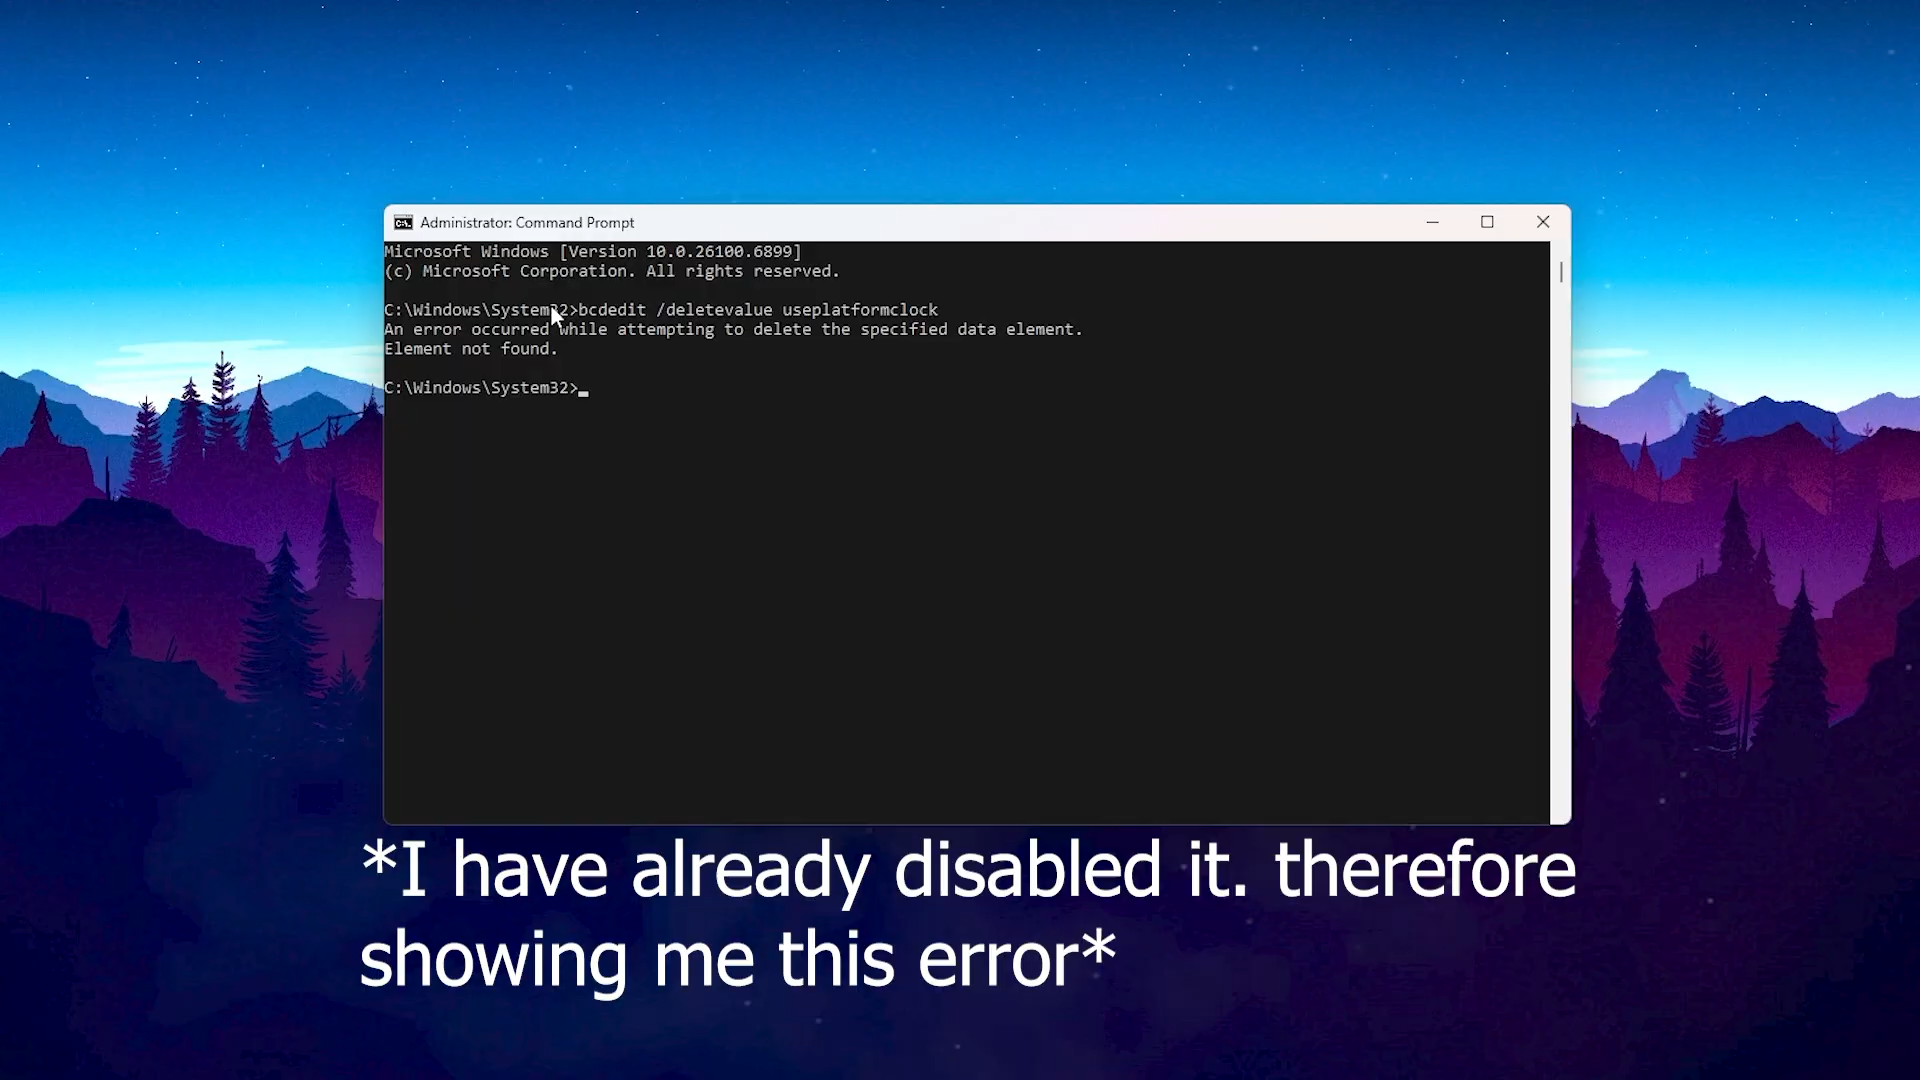 Administrator: Command Prompt
Microsoft Windows [Version 10.0.26100.6899]
(c) Microsoft Corporation. All rights reserved.
C:\Windows\System32>bcdedit /deletevalue useplatformclock
An error occurred while attempting to delete the specified data element.
Element not found.
C:\Windows\System32>
*I have already disabled it. therefore
showing me this error*